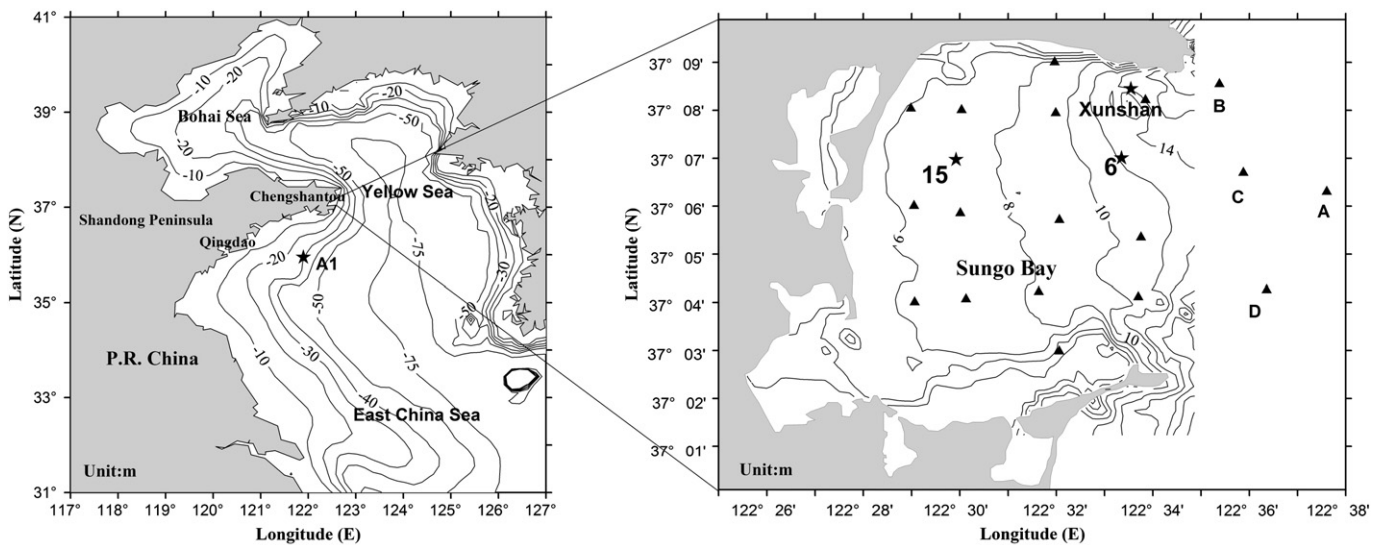 41°
39°
37°
35°
33°
31°
Latitude (N)
-10
-20
-20
-10
-50
-75
Bohai Sea
-20
-10
-50
-50
-20
-30
-50
Chengshantou
Yellow Sea
Shandong Peninsula
Qingdao
-20
A1
-50
-75
P.R. China
-10
-30
-75
-40
East China Sea
Unit:m
117° 118° 119° 120° 121° 122° 123° 124° 125° 126° 127°
Longitude (E)
37° 09'
37° 08'
37° 07'
37° 06'
37° 05'
37° 04'
37° 03'
37° 02'
37° 01'
Latitude (N)
Xunshan
B
14
15
6
C
A
8
10
6
Sungo Bay
D
10
Unit:m
122° 26' 122° 28' 122° 30' 122° 32' 122° 34' 122° 36' 122° 38'
Longitude (E)